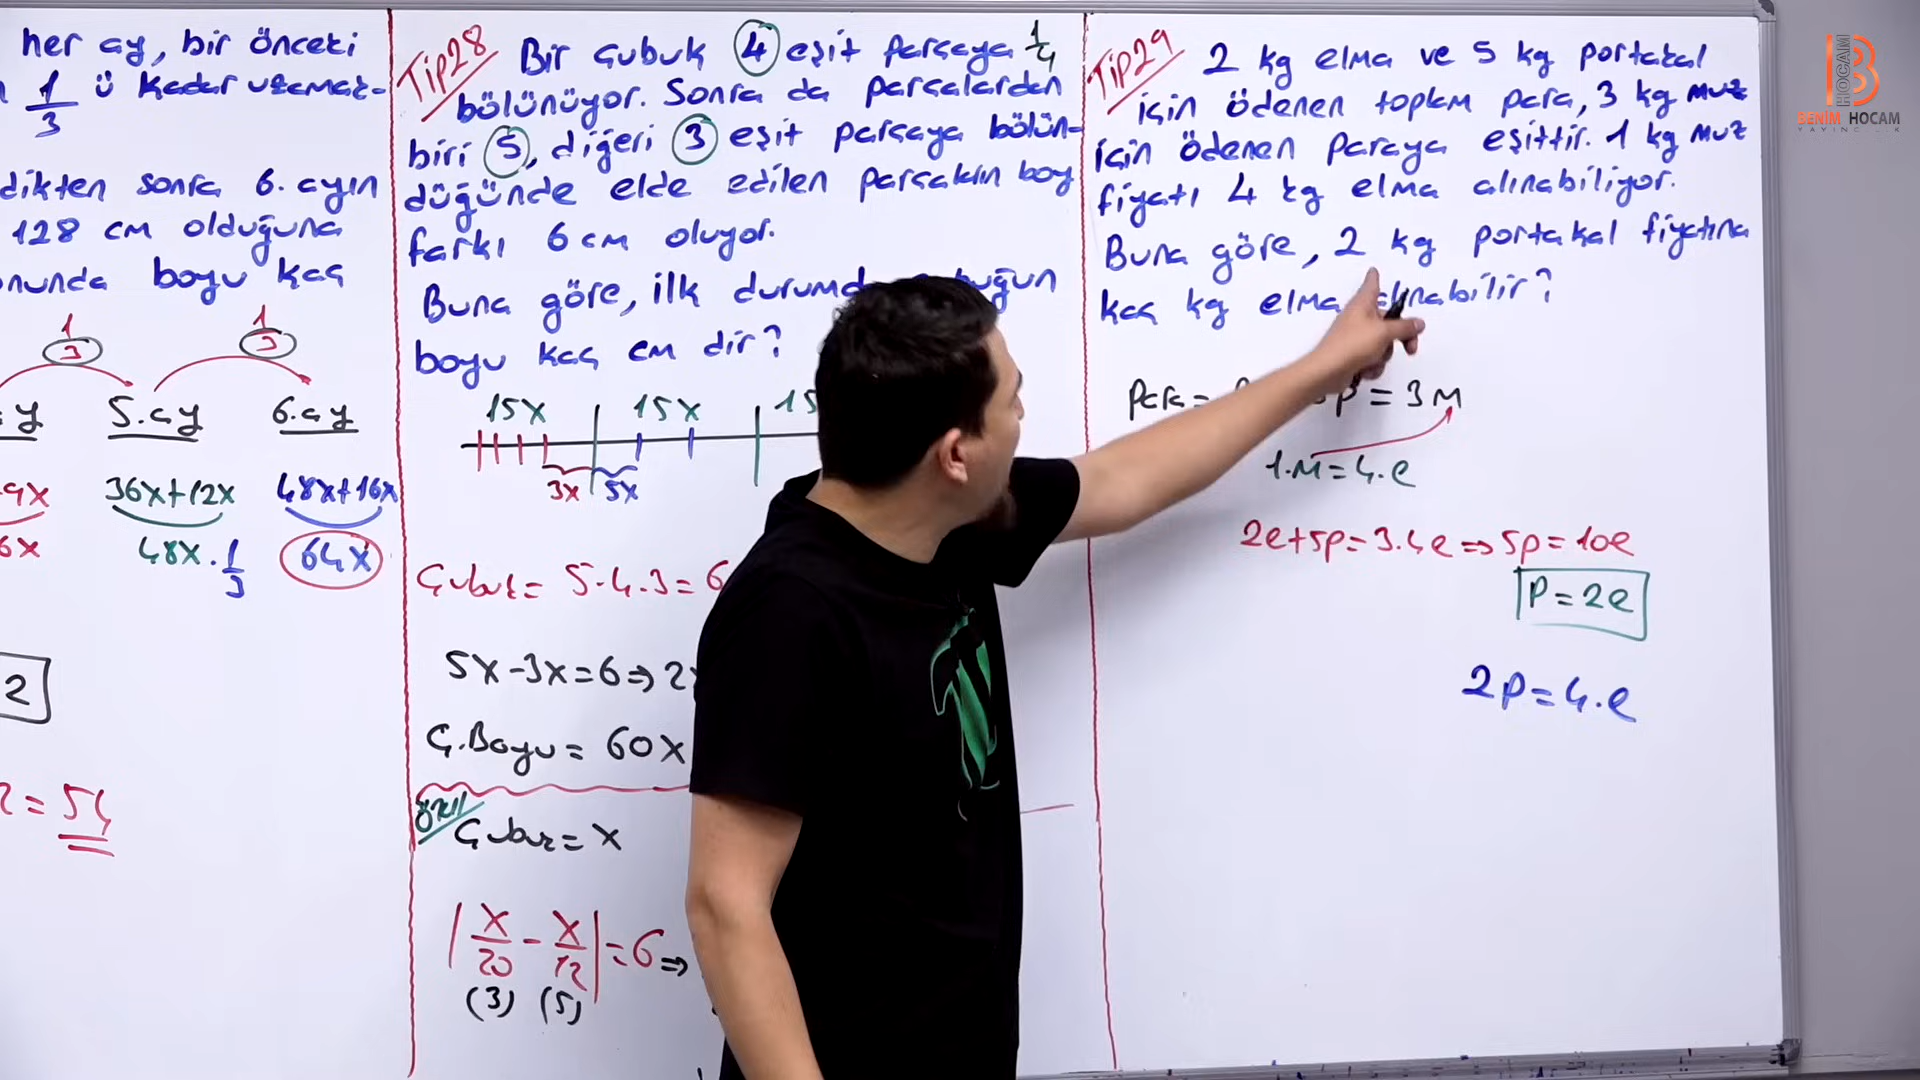 her ay, bir önceki
1/3 ü kadar uzamak-
dikten sonra 6. ayın
128 cm olduğuna
onunda boyu kaç
1/3
1/3
5.ay 6.ay
36x+12x 48x+16x
48x.1/3 64x
2
= 54
Tip28 Bir çubuk 4 eşit parçaya 1/4
bölünüyor. Sonra da parçalardan
biri 5, diğeri 3 eşit parçaya bölün-
düğünde elde edilen parçaların boy
farkı 6 cm oluyor.
Buna göre, ilk
boyu kaç cm dir?
15x 15x
3x 5x
Çubuk = 5.4.3 =
5x-3x=6⇒
Ç.Boyu = 60x
Çubuk = x
|x/20 - x/12| = 6⇒
(3) (5)
Tip29 2 kg elma ve 5 kg portakal
için ödenen toplam para, 3 kg muz
için ödenen paraya eşittir. 1 kg muz
fiyatı 4 kg elma alınabiliyor.
Buna göre, 2 kg portakal fiyatına
kaç kg elma alınabilir?
Para = = 3M
1.M=4.e
2e+5p=3.4e⇒5p=10e
P=2e
2p=4.e
BENİM HOCAM